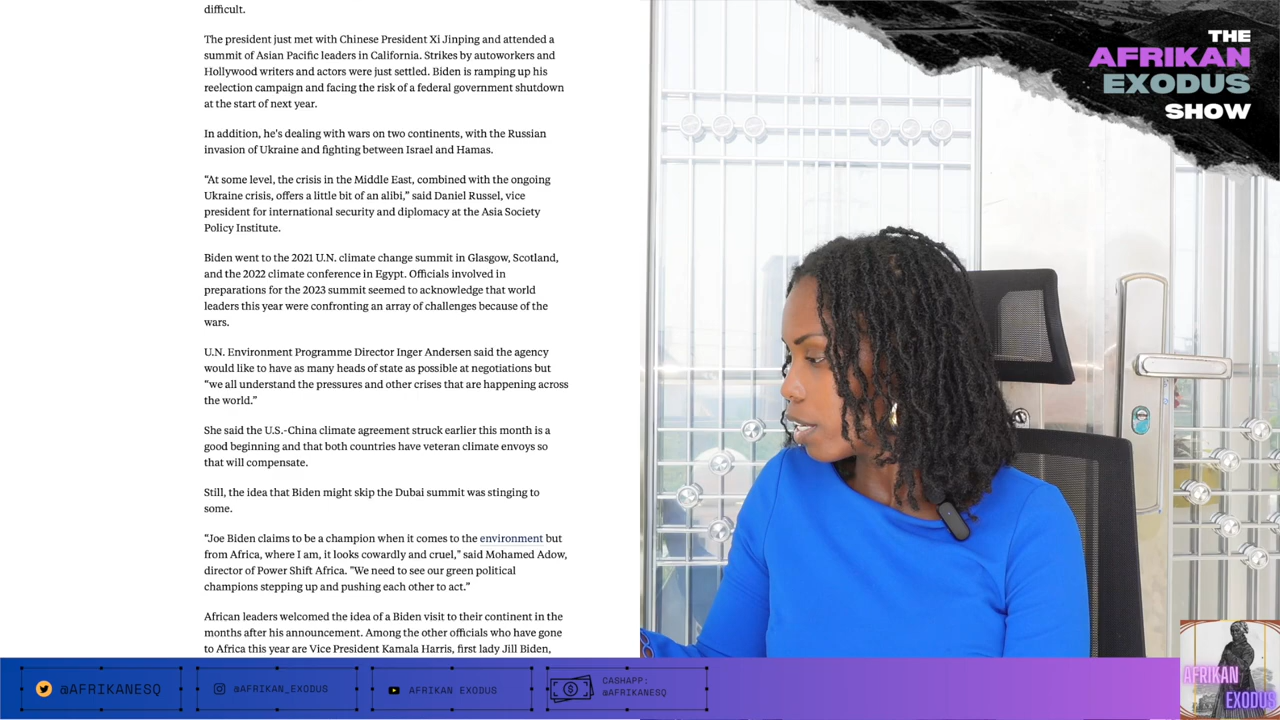 difficult.
The president just met with Chinese President Xi Jinping and attended a
summit of Asian Pacific leaders in California. Strikes by autoworkers and
Hollywood writers and actors were just settled. Biden is ramping up his
reelection campaign and facing the risk of a federal government shutdown
at the start of next year.
In addition, he's dealing with wars on two continents, with the Russian
invasion of Ukraine and fighting between Israel and Hamas.
“At some level, the crisis in the Middle East, combined with the ongoing
Ukraine crisis, offers a little bit of an alibi,” said Daniel Russel, vice
president for international security and diplomacy at the Asia Society
Policy Institute.
Biden went to the 2021 U.N. climate change summit in Glasgow, Scotland,
and the 2022 climate conference in Egypt. Officials involved in
preparations for the 2023 summit seemed to acknowledge that world
leaders this year were confronting an array of challenges because of the
wars.
U.N. Environment Programme Director Inger Andersen said the agency
would like to have as many heads of state as possible at negotiations but
“we all understand the pressures and other crises that are happening across
the world.”
She said the U.S.-China climate agreement struck earlier this month is a
good beginning and that both countries have veteran climate envoys so
that will compensate.
Still, the idea that Biden might skip the Dubai summit was stinging to
some.
“Joe Biden claims to be a champion when it comes to the environment but
from Africa, where I am, it looks cowardly and cruel," said Mohamed Adow,
director of Power Shift Africa. "We need to see our green political
champions stepping up and pushing each other to act.”
African leaders welcomed the idea of a Biden visit to their continent in the
months after his announcement. Among the other officials who have gone
to Africa this year are Vice President Kamala Harris, first lady Jill Biden,
THE
AFRIKAN
EXODUS
SHOW
@AFRIKANESQ
@AFRIKAN_EXODUS
AFRIKAN EXODUS
CASHAPP:
@AFRIKANESQ
AFRIKAN
EXODUS